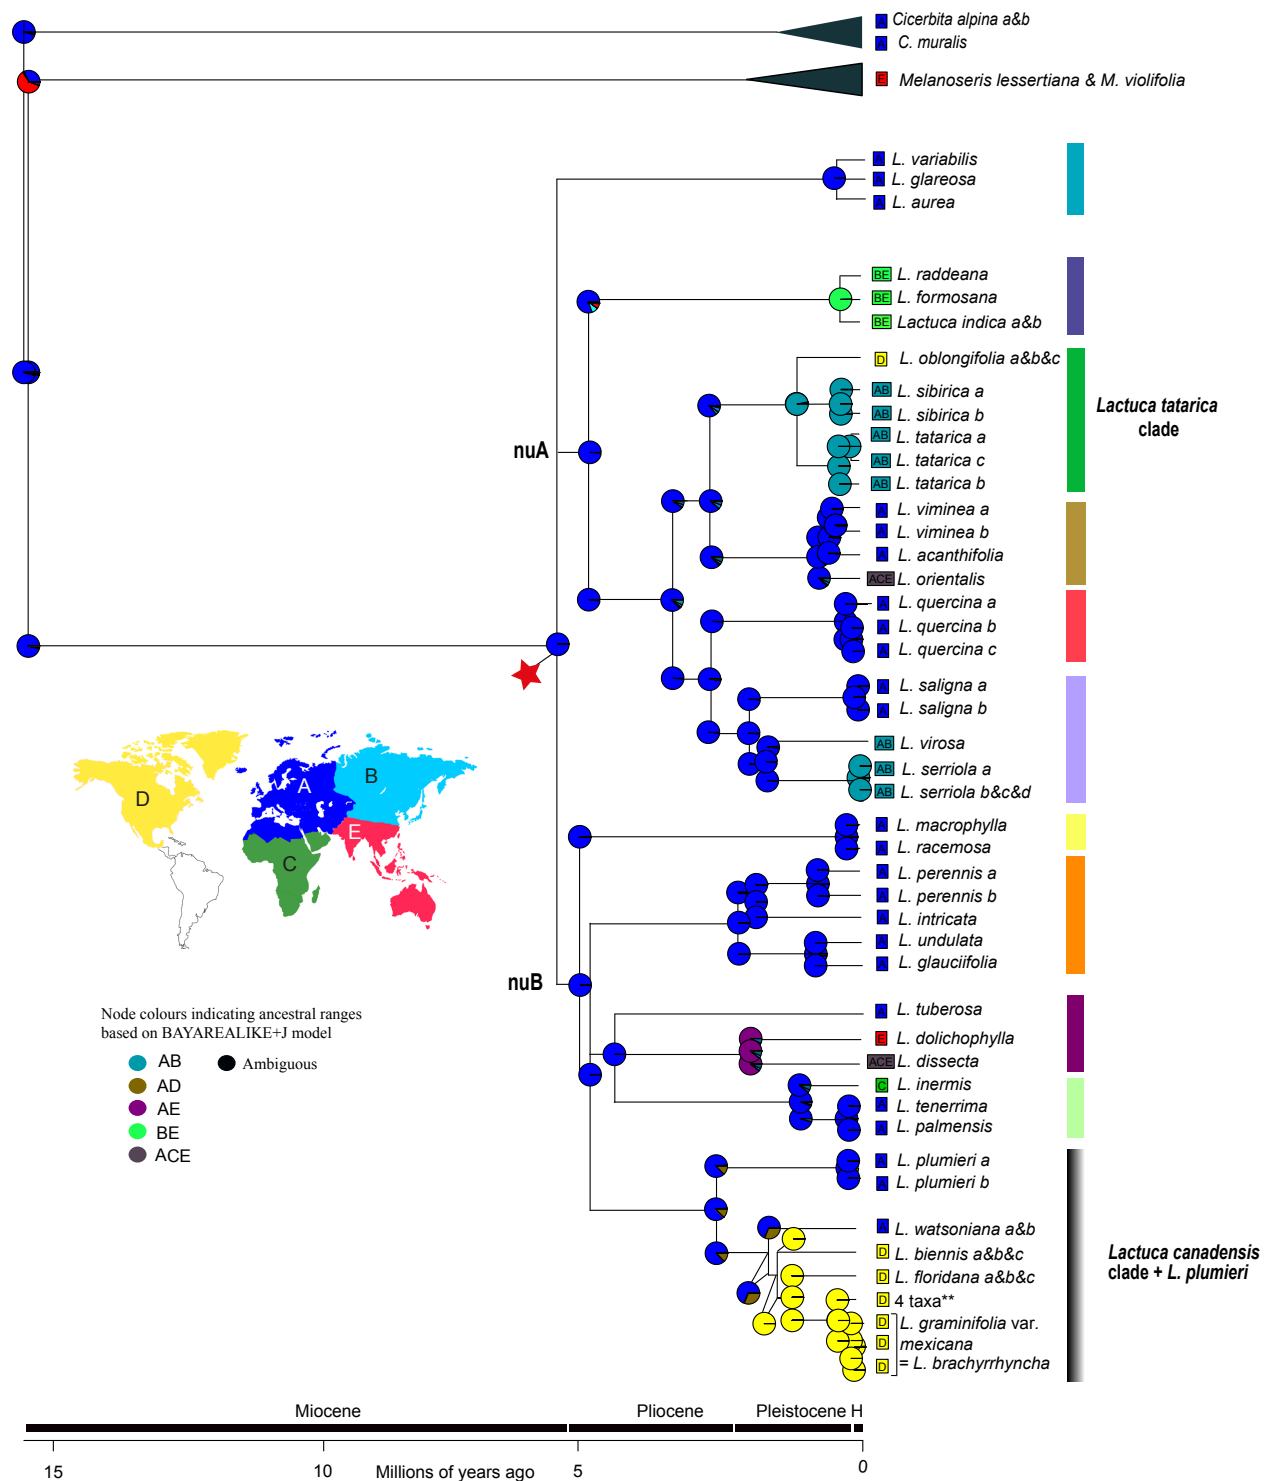 A Cicerbita alpina a&b
A C. muralis
E Melanoseris lessertiana & M. violifolia
A L. variabilis
A L. glareosa
A L. aurea
BE L. raddeana
BE L. formosana
BE Lactuca indica a&b
D L. oblongifolia a&b&c
AB L. sibirica a
AB L. sibirica b
AB L. tatarica a
AB L. tatarica c
AB L. tatarica b
Lactuca tatarica
clade
nuA
A L. viminea a
A L. viminea b
A L. acanthifolia
ACE L. orientalis
A L. quercina a
A L. quercina b
A L. quercina c
A L. saligna a
A L. saligna b
AB L. virosa
AB L. serriola a
AB L. serriola b&c&d
A L. macrophylla
A L. racemosa
A L. perennis a
A L. perennis b
A L. intricata
A L. undulata
A L. glauciifolia
nuB
A L. tuberosa
E L. dolichophylla
ACE L. dissecta
C L. inermis
A L. tenerrima
A L. palmensis
A L. plumieri a
A L. plumieri b
A L. watsoniana a&b
D L. biennis a&b&c
D L. floridana a&b&c
D 4 taxa**
D L. graminifolia var.
D mexicana
D = L. brachyrrhyncha
Lactuca canadensis
clade + L. plumieri
D
A
B
E
C
Node colours indicating ancestral ranges
based on BAYAREALIKE+J model
AB
Ambiguous
AD
AE
BE
ACE
Miocene
Pliocene
Pleistocene H
15
10
5
0
Millions of years ago